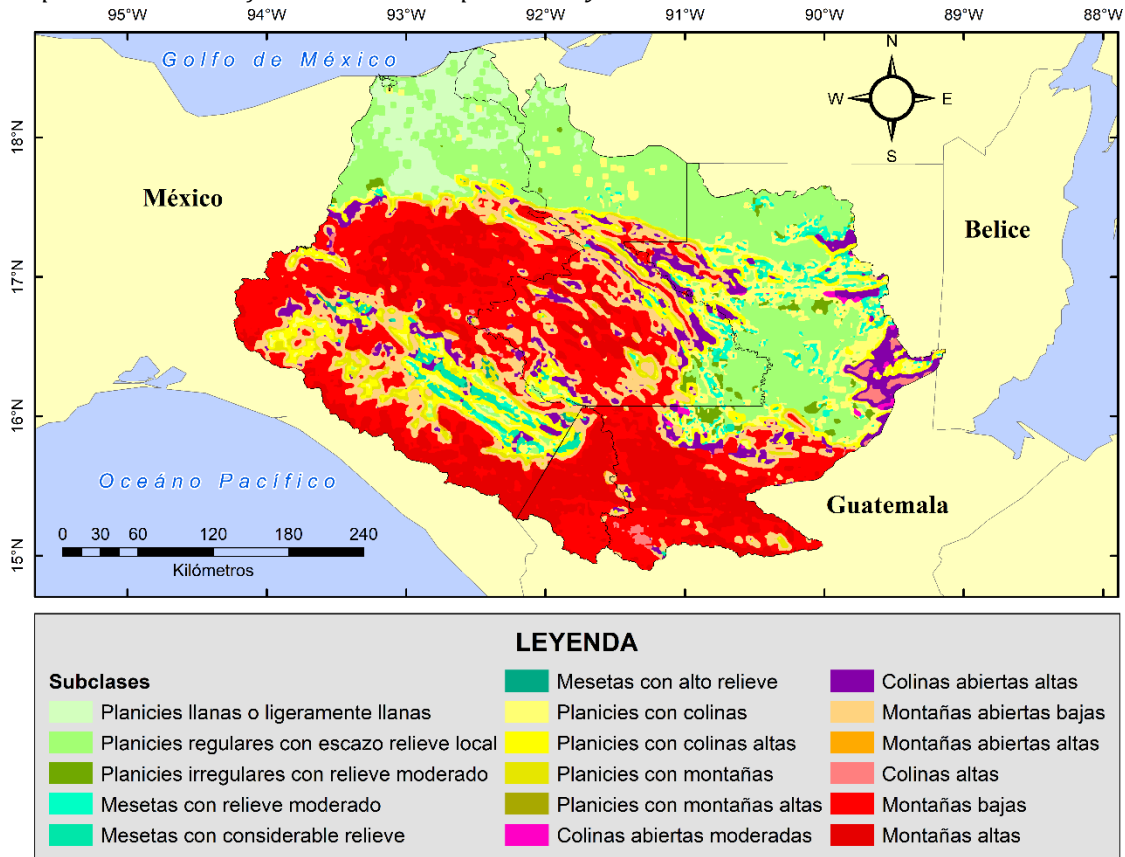 95°W 94°W 93°W 92°W 91°W 90°W 89°W 88°W
Golfo de México
N
W E
S
18°N
México
Belice
17°N
16°N
Oceáno Pacífico
Guatemala
0 30 60 120 180 240
Kilómetros
15°N
LEYENDA
Subclases
Planicies llanas o ligeramente llanas
Planicies regulares con escazo relieve local
Planicies irregulares con relieve moderado
Mesetas con relieve moderado
Mesetas con considerable relieve
Mesetas con alto relieve
Planicies con colinas
Planicies con colinas altas
Planicies con montañas
Planicies con montañas altas
Colinas abiertas moderadas
Colinas abiertas altas
Montañas abiertas bajas
Montañas abiertas altas
Colinas altas
Montañas bajas
Montañas altas